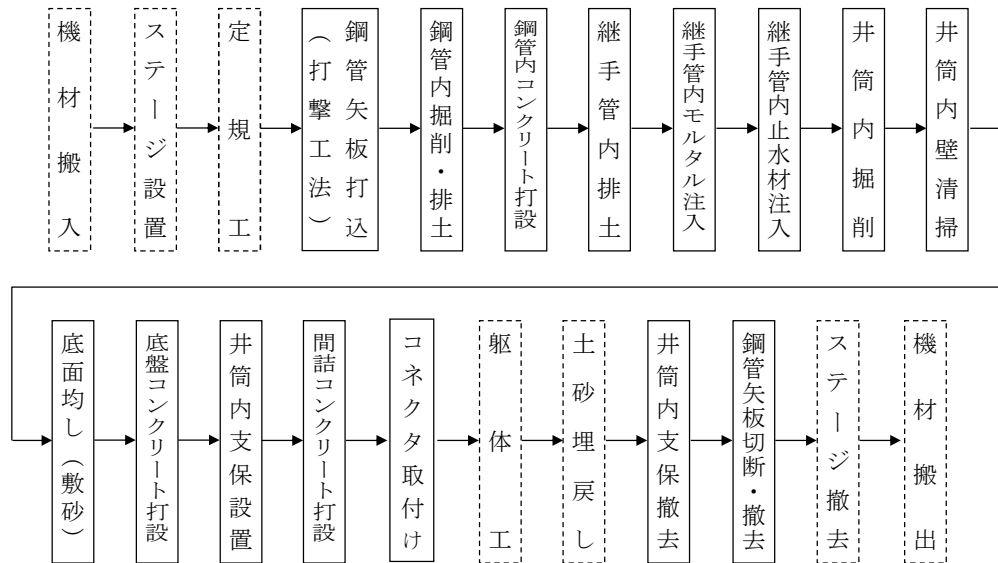 機材搬入
ステージ設置
定規工
鋼管矢板打込
（打撃工法）
鋼管内掘削・排土
鋼管内コンクリート打設
継手管内排土
継手管内モルタル注入
継手管内止水材注入
井筒内掘削
井筒内壁清掃
底面均し（敷砂）
底盤コンクリート打設
井筒内支保設置
間詰コンクリート打設
コネクタ取付け
躯体工
土砂埋戻し
井筒内支保撤去
鋼管矢板切断・撤去
ステージ撤去
機材搬出